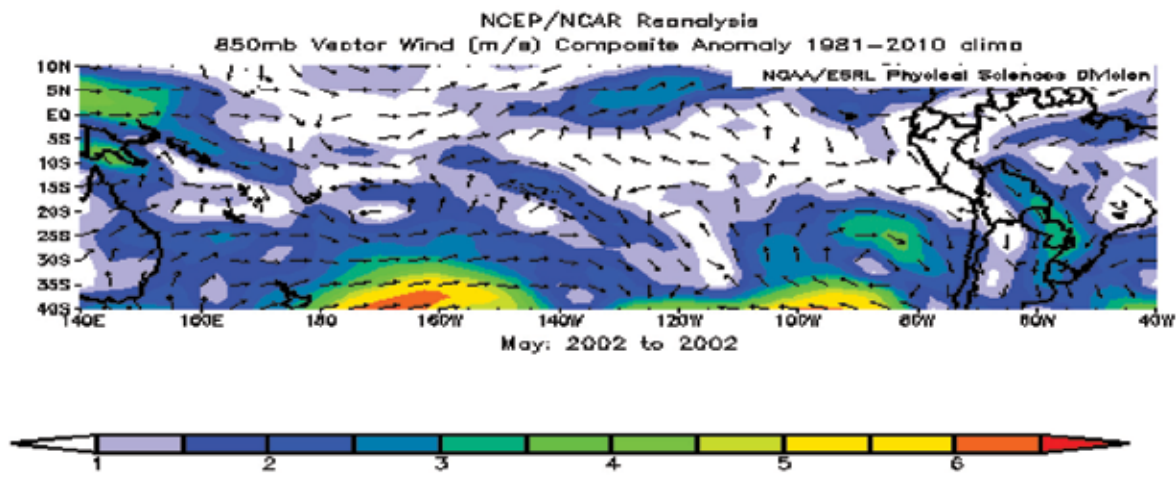 NCEP/NCAR Reanalysis
850mb Vector Wind (m/s) Composite Anomaly 1981-2010 clima
NOAA/ESRL Physical Sciences Division
10N
5N
EQ
5S
10S
15S
20S
25S
30S
35S
40S
140E 160E 180 160W 140W 120W 100W 80W 60W 40W
May: 2002 to 2002
1 2 3 4 5 6